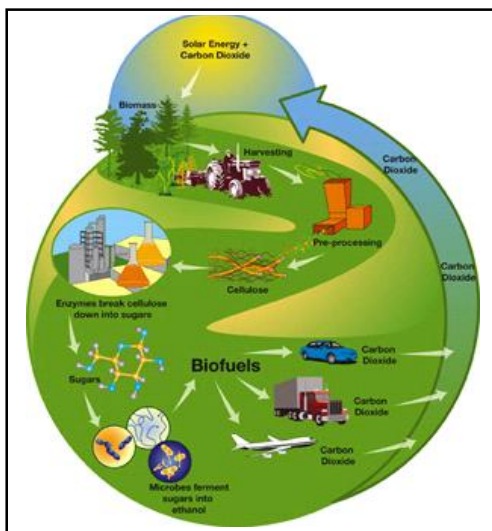 Solar Energy +
Carbon Dioxide
Biomass
Harvesting
Carbon
Dioxide
Pre-processing
Cellulose
Carbon
Dioxide
Enzymes break cellulose
down into sugars
Sugars
Biofuels
Carbon
Dioxide
Carbon
Dioxide
Carbon
Dioxide
Microbes ferment
sugars into
ethanol